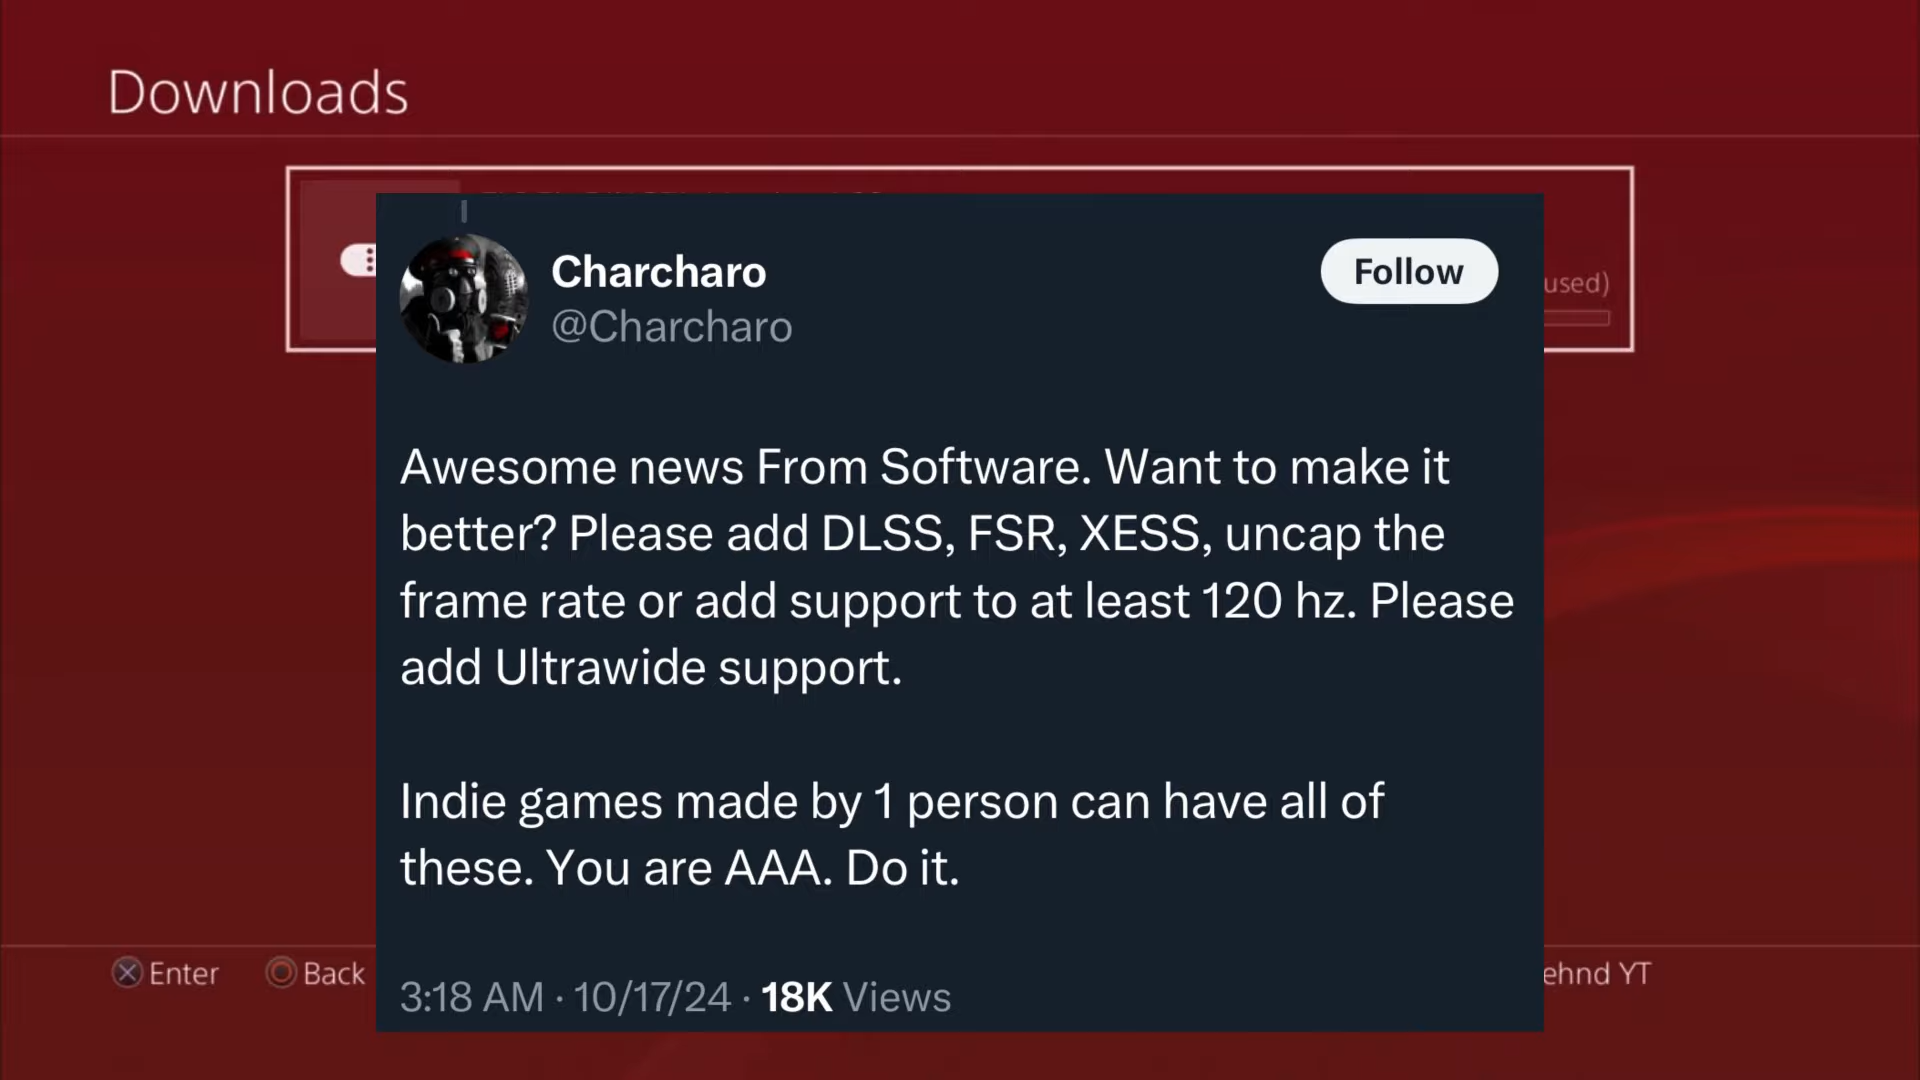 Downloads
Charcharo
Follow
@Charcharo
used)
Awesome news From Software. Want to make it
better? Please add DLSS, FSR, XESS, uncap the
frame rate or add support to at least 120 hz. Please
add Ultrawide support.
Indie games made by 1 person can have all of
these. You are AAA. Do it.
Enter
Back
ehnd YT
3:18 AM · 10/17/24 · 18K Views